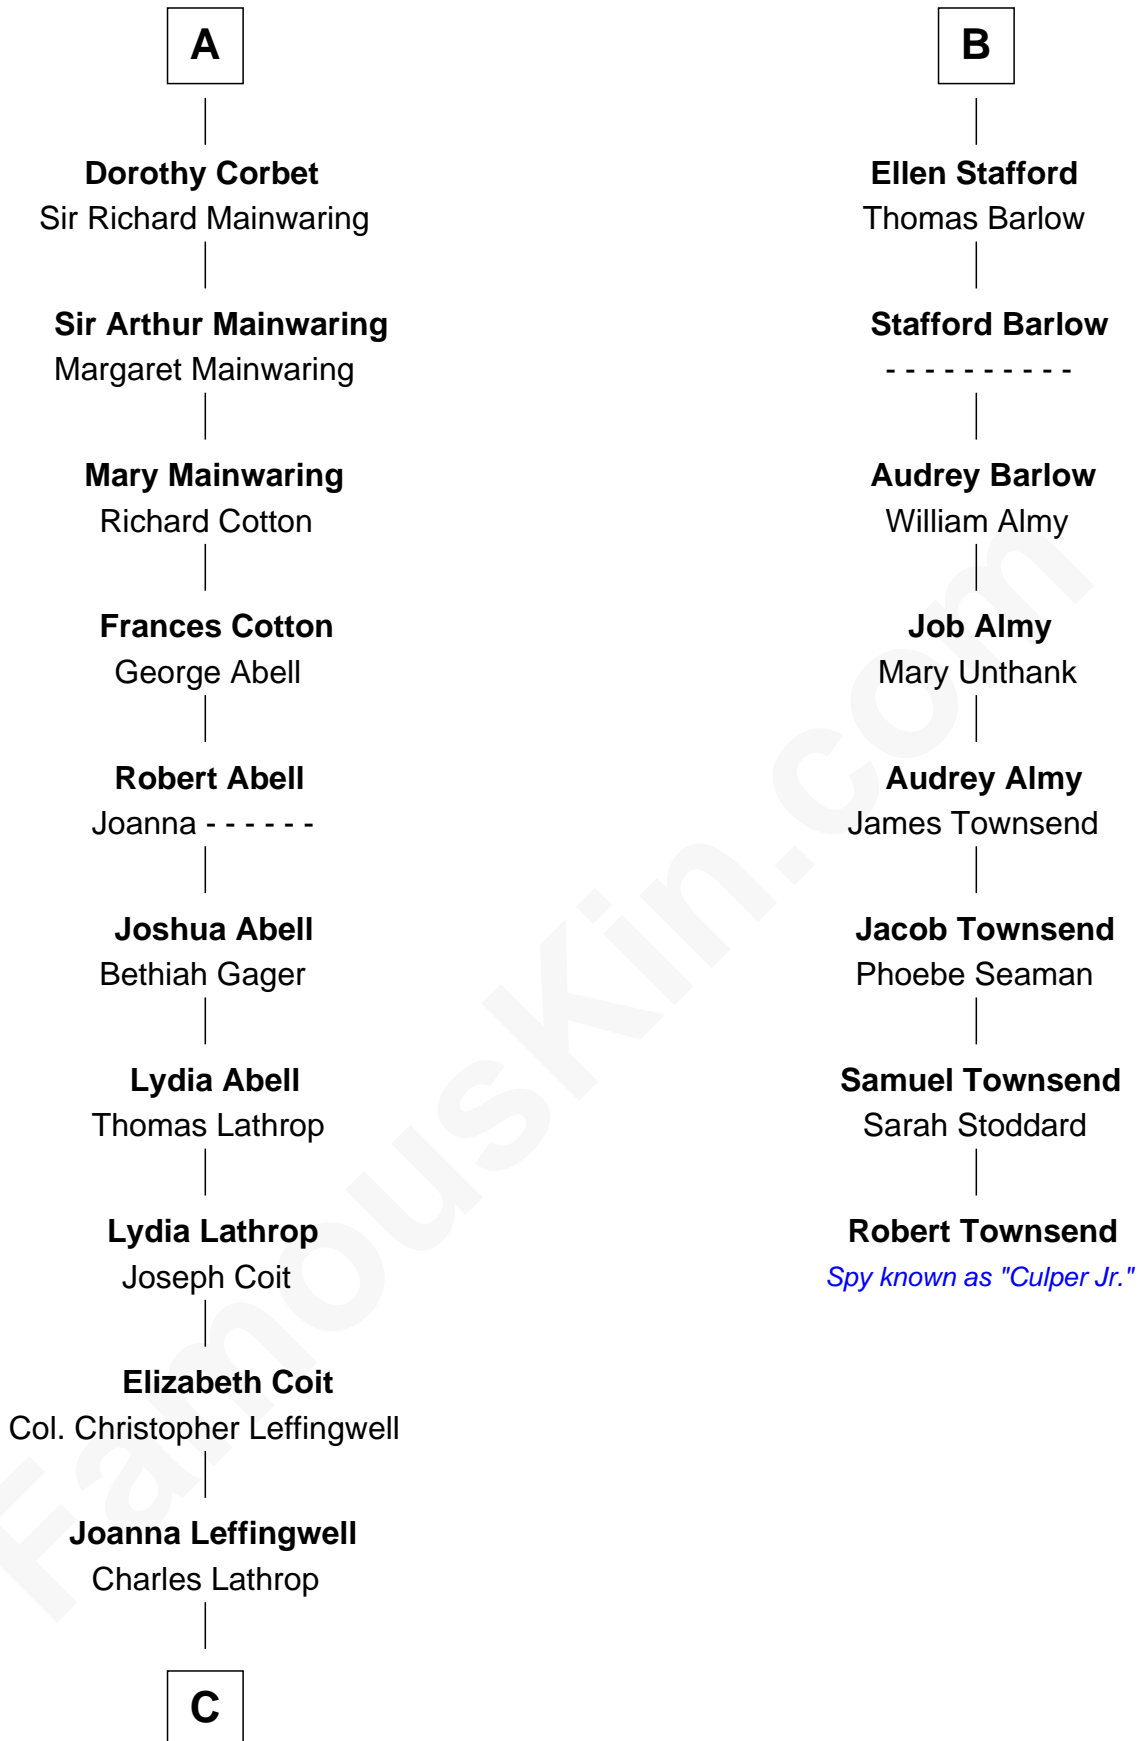 A
Dorothy Corbet
Sir Richard Mainwaring
Sir Arthur Mainwaring
Margaret Mainwaring
Mary Mainwaring
Richard Cotton
Frances Cotton
George Abell
Robert Abell
Joanna - - - - - -
Joshua Abell
Bethiah Gager
Lydia Abell
Thomas Lathrop
Lydia Lathrop
Joseph Coit
Elizabeth Coit
Col. Christopher Leffingwell
Joanna Leffingwell
Charles Lathrop
C
B
Ellen Stafford
Thomas Barlow
Stafford Barlow
- - - - - - - - - -
Audrey Barlow
William Almy
Job Almy
Mary Unthank
Audrey Almy
James Townsend
Jacob Townsend
Phoebe Seaman
Samuel Townsend
Sarah Stoddard
Robert Townsend
Spy known as "Culper Jr."
FamousKin.com